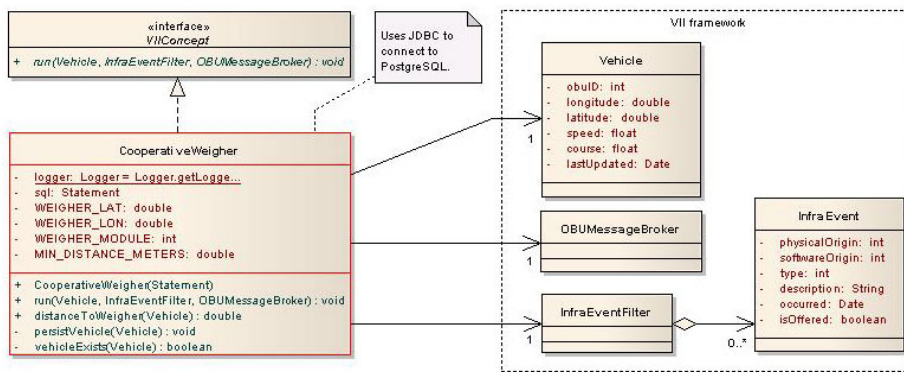 «interface»
VIIConcept
+ run(Vehicle, InfraEventFilter, OBUMessageBroker) : void
Uses JDBC to
connect to
PostgreSQL.
CooperativeWeigher
- logger: Logger = Logger.getLogge...
- sql: Statement
- WEIGHER_LAT: double
- WEIGHER_LON: double
- WEIGHER_MODULE: int
- MIN_DISTANCE_METERS: double
+ CooperativeWeigher(Statement)
+ run(Vehicle, InfraEventFilter, OBUMessageBroker) : void
+ distanceToWeigher(Vehicle) : double
- persistVehicle(Vehicle) : void
- vehicleExists(Vehicle) : boolean
VII framework
Vehicle
- obuID: int
- longitude: double
- latitude: double
- speed: float
- course: float
- lastUpdated: Date
1
OBUMessageBroker
1
InfraEventFilter
1
0..*
InfraEvent
- physicalOrigin: int
- softwareOrigin: int
- type: int
- description: String
- occurred: Date
- isOffered: boolean